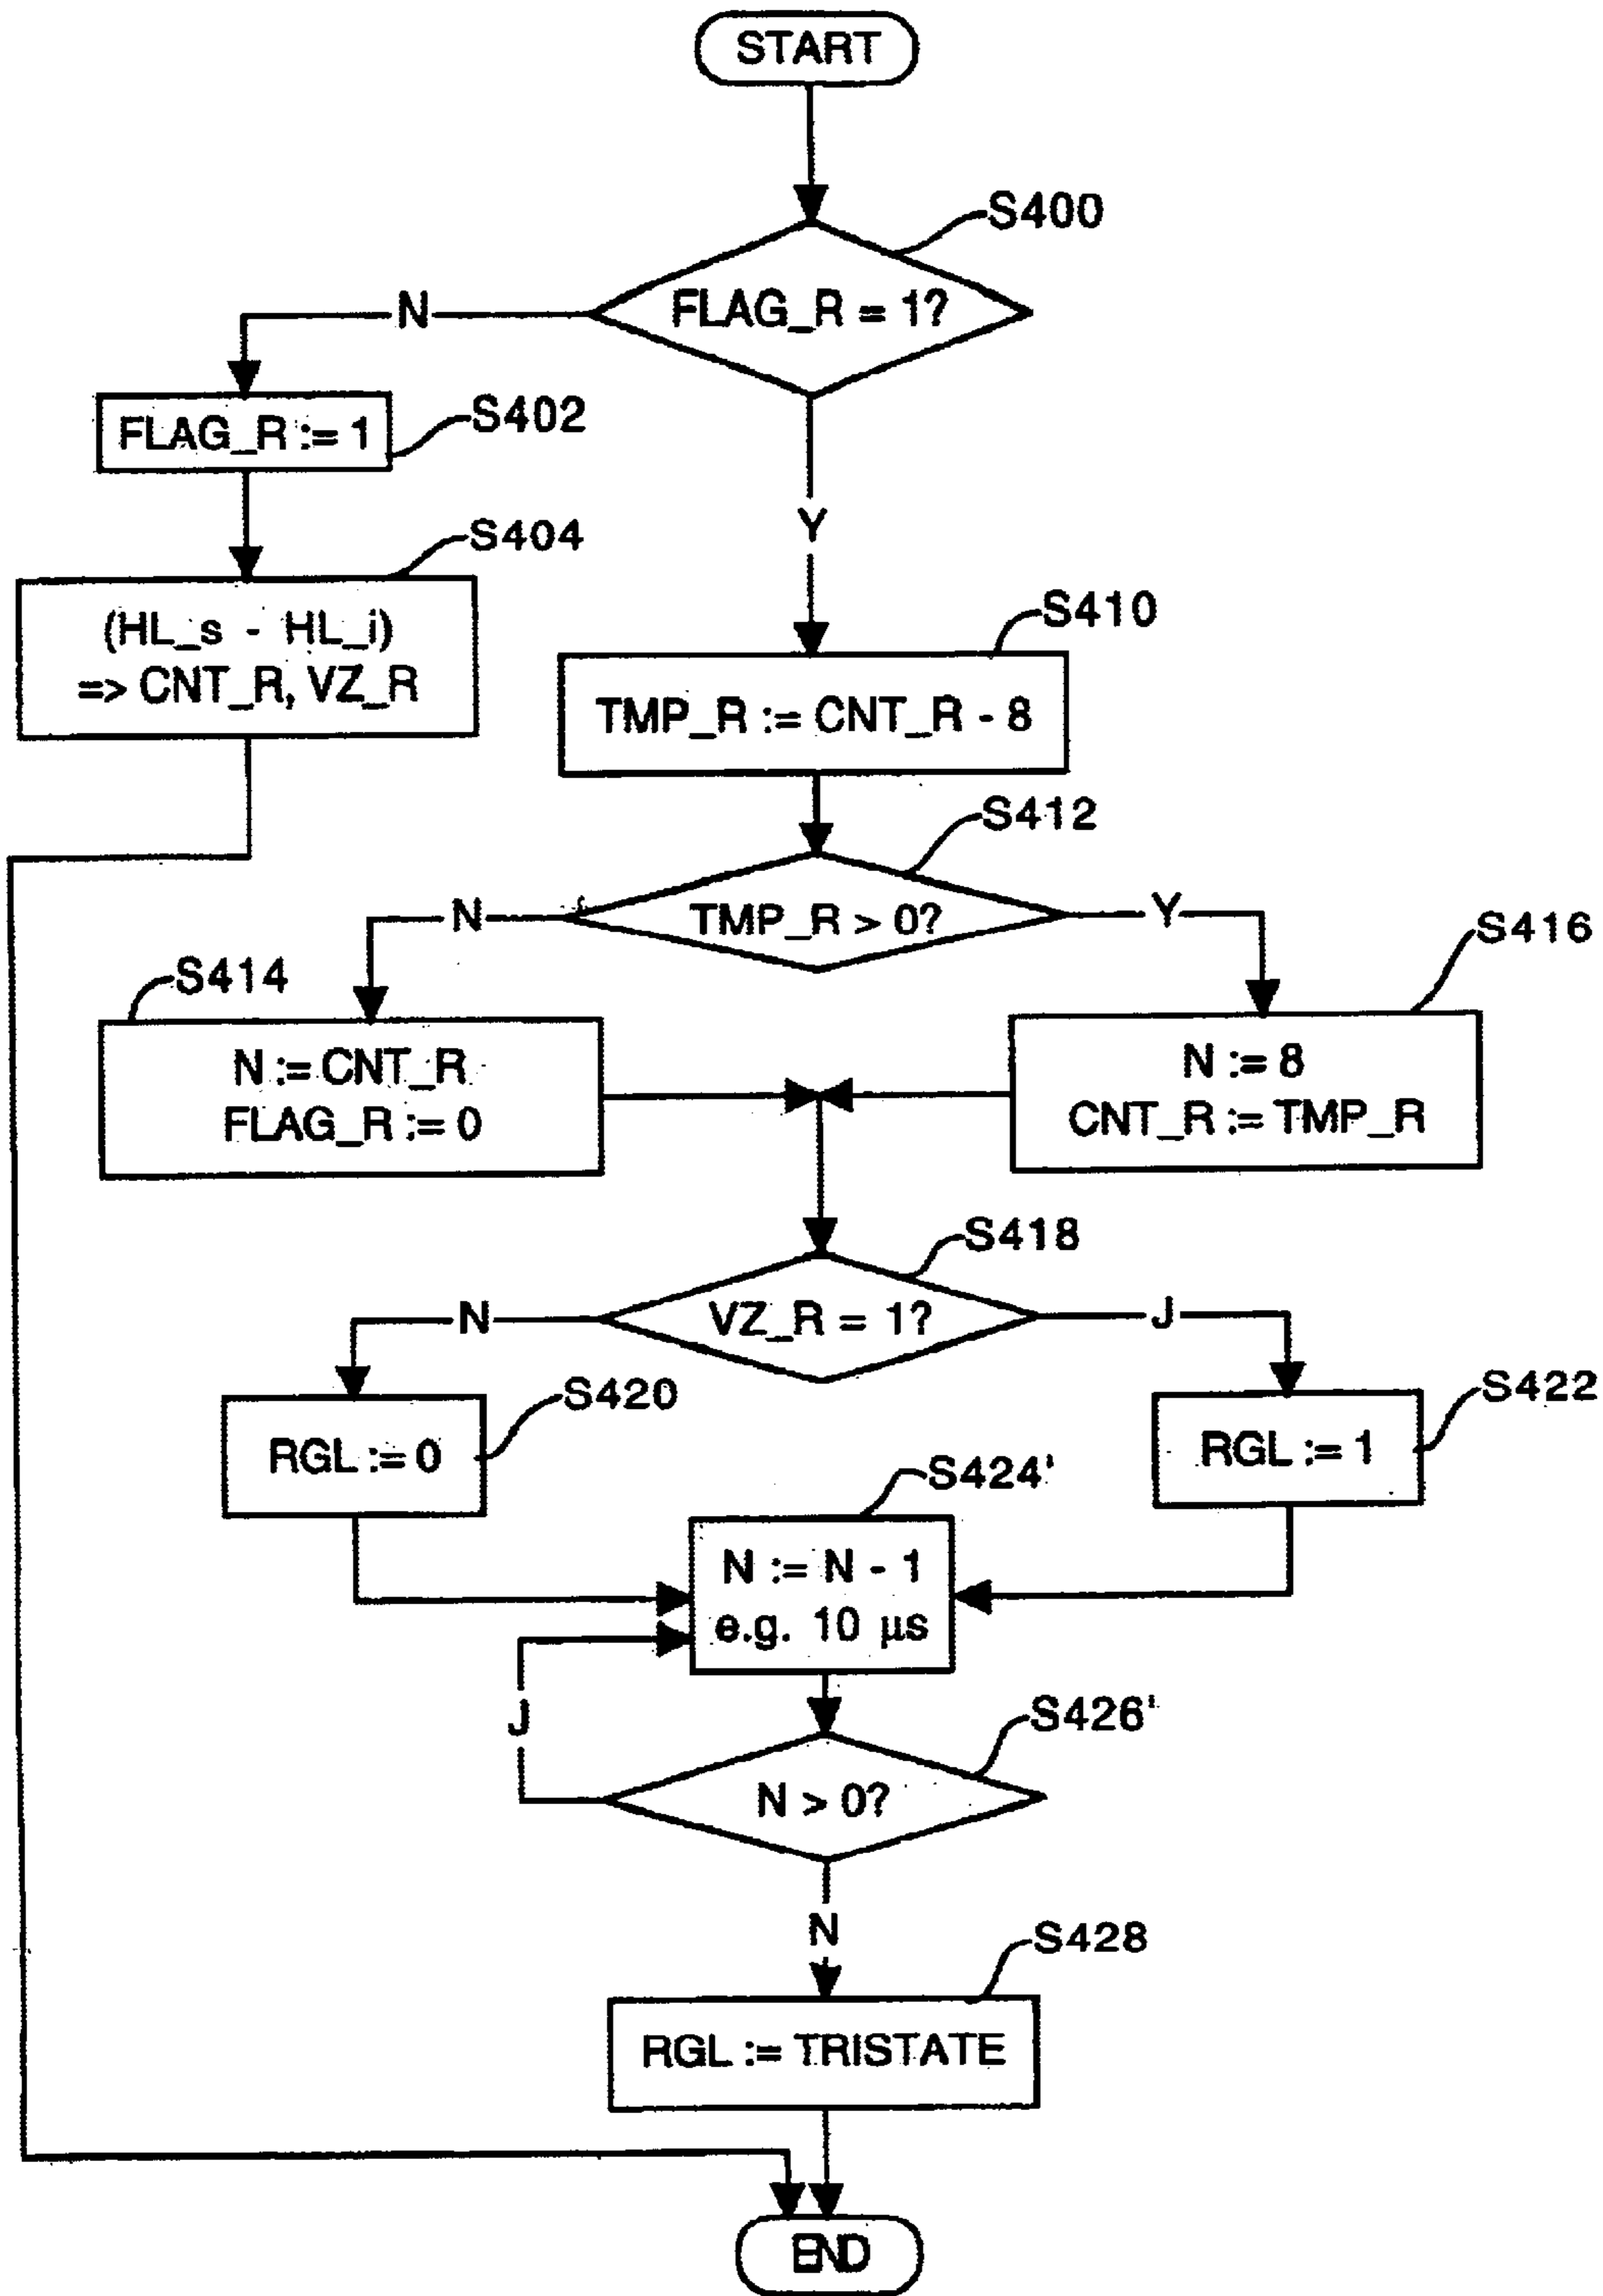 START
S400
FLAG_R = 1?
N
S402
FLAG_R := 1
Y
S404
(HL_s - HL_i)
=> CNT_R, VZ_R
S410
TMP_R := CNT_R - 8
S412
N
TMP_R > 0?
Y
S416
S414
N := CNT_R
FLAG_R := 0
N := 8
CNT_R := TMP_R
S418
N
VZ_R = 1?
J
S420
S422
RGL := 0
RGL := 1
S424'
N := N - 1
e.g. 10 µs
J
S426'
N > 0?
N
S428
RGL := TRISTATE
END